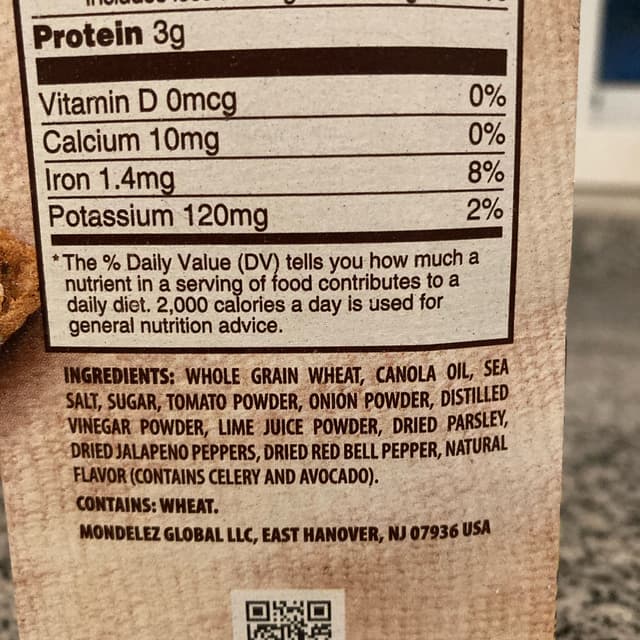 Protein 3g
Vitamin D 0mcg 0%
Calcium 10mg 0%
Iron 1.4mg 8%
Potassium 120mg 2%
*The % Daily Value (DV) tells you how much a
nutrient in a serving of food contributes to a
daily diet. 2,000 calories a day is used for
general nutrition advice.
INGREDIENTS: WHOLE GRAIN WHEAT, CANOLA OIL, SEA
SALT, SUGAR, TOMATO POWDER, ONION POWDER, DISTILLED
VINEGAR POWDER, LIME JUICE POWDER, DRIED PARSLEY,
DRIED JALAPENO PEPPERS, DRIED RED BELL PEPPER, NATURAL
FLAVOR (CONTAINS CELERY AND AVOCADO).
CONTAINS: WHEAT.
MONDELEZ GLOBAL LLC, EAST HANOVER, NJ 07936 USA